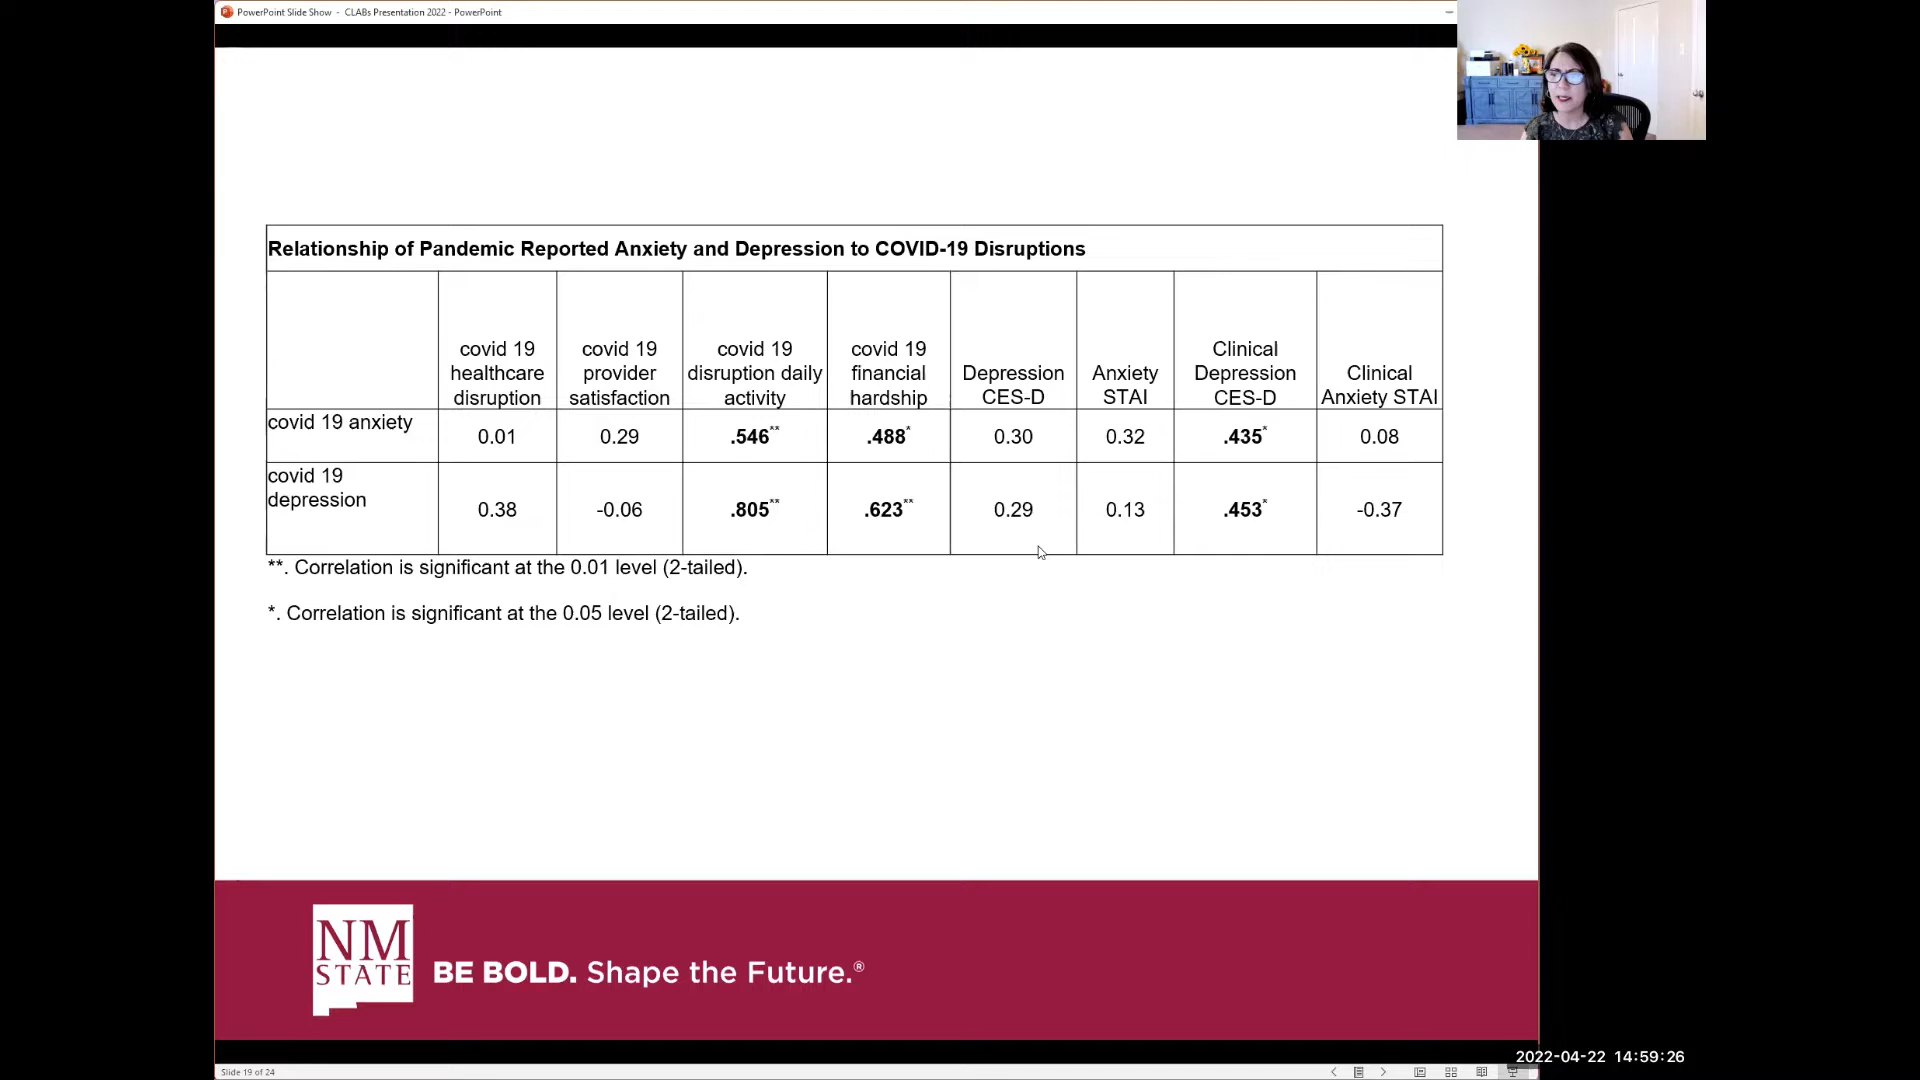 PowerPoint Slide Show - CLABs Presentation 2022 - PowerPoint
Relationship of Pandemic Reported Anxiety and Depression to COVID-19 Disruptions
covid 19 healthcare disruption
covid 19 provider satisfaction
covid 19 disruption daily activity
covid 19 financial hardship
Depression CES-D
Anxiety STAI
Clinical Depression CES-D
Clinical Anxiety STAI
covid 19 anxiety 0.01 0.29 .546** .488* 0.30 0.32 .435* 0.08
covid 19 depression 0.38 -0.06 .805** .623** 0.29 0.13 .453* -0.37
**. Correlation is significant at the 0.01 level (2-tailed).
*. Correlation is significant at the 0.05 level (2-tailed).
NM
STATE
BE BOLD. Shape the Future.®
2022-04-22 14:59:26
Slide 19 of 24